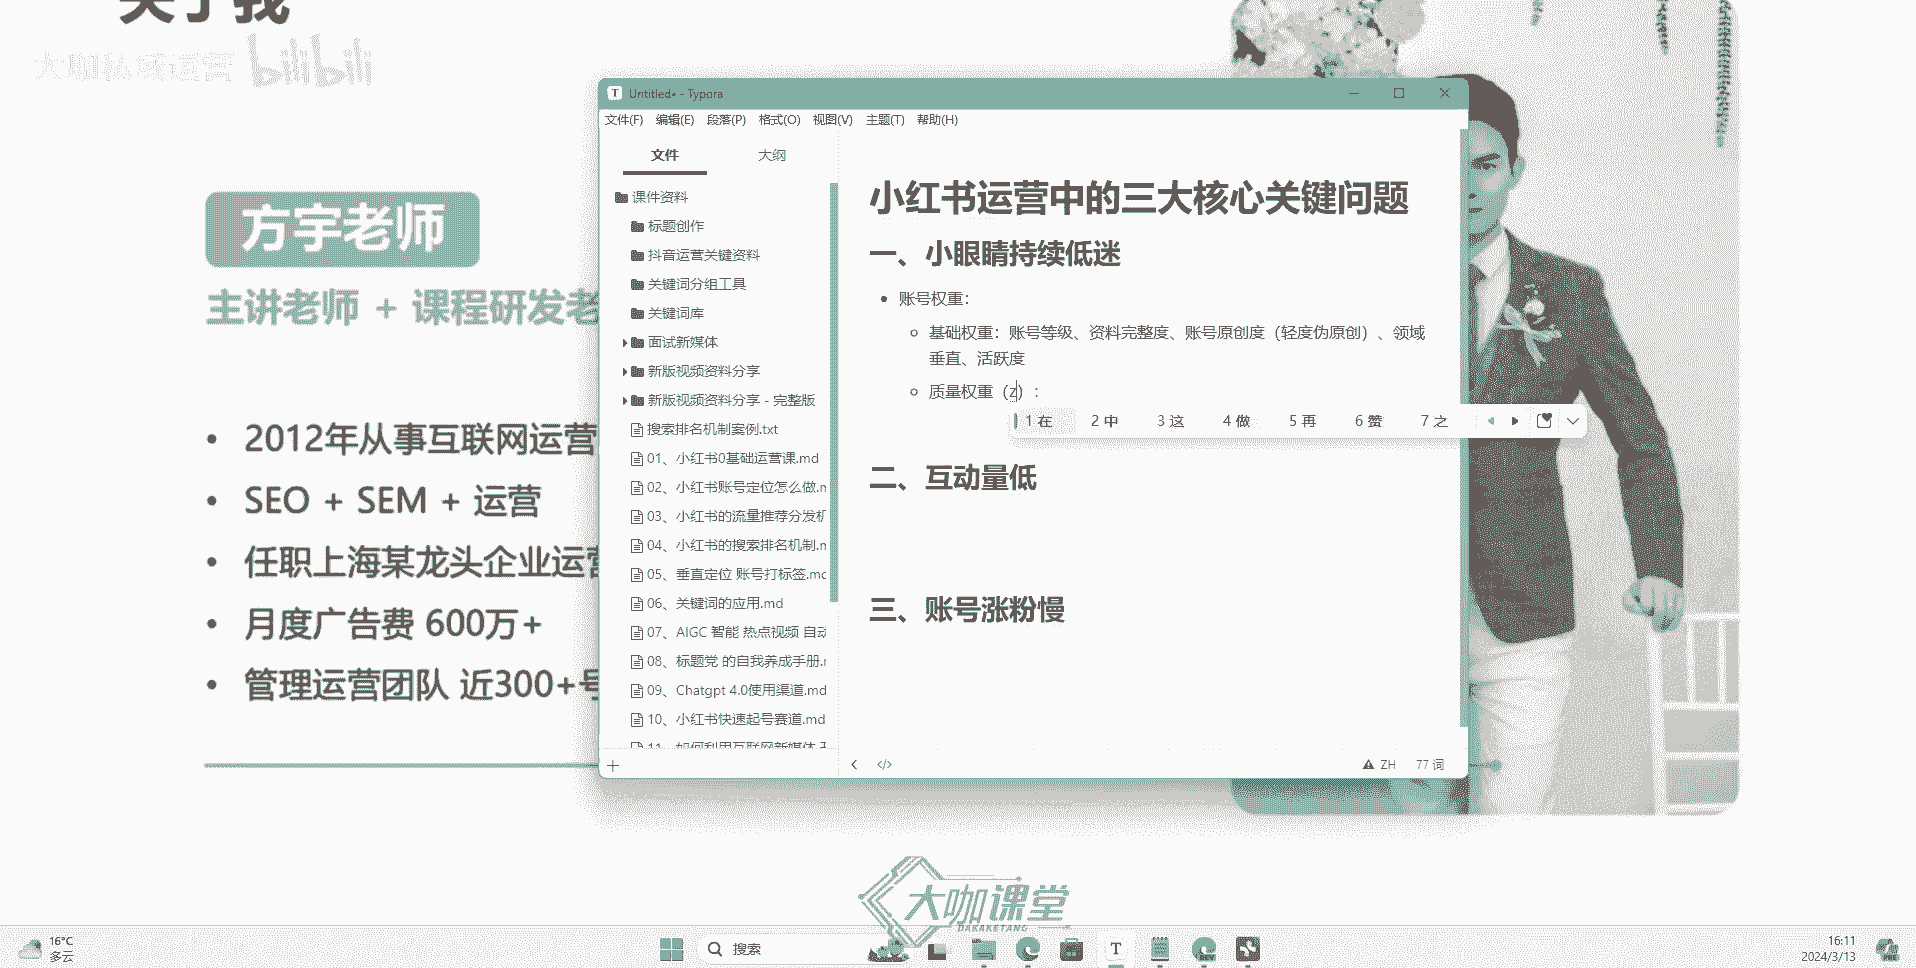 关于我
大咖私域运营 bilibili
方宇老师
主讲老师 + 课程研发老
2012年从事互联网运营
SEO + SEM + 运营
任职上海某龙头企业运营
月度广告费 600万+
管理运营团队 近300+号
Untitled• - Typora
文件(F) 编辑(E) 段落(P) 格式(O) 视图(V) 主题(T) 帮助(H)
文件 大纲
课件资料
标题创作
抖音运营关键资料
关键词分组工具
关键词库
面试新媒体
新版视频资料分享
新版视频资料分享 - 完整版
搜索排名机制案例.txt
01、小红书0基础运营课.md
02、小红书账号定位怎么做.m
03、小红书的流量推荐分发机
04、小红书的搜索排名机制.m
05、垂直定位 账号打标签.md
06、关键词的应用.md
07、AIGC 智能 热点视频 自动
08、标题党 的自我养成手册.m
09、Chatgpt 4.0使用渠道.md
10、小红书快速起号赛道.md
11、如何利用互联网新媒体
小红书运营中的三大核心关键问题
一、小眼睛持续低迷
账号权重：
基础权重：账号等级、资料完整度、账号原创度（轻度伪原创）、领域
垂直、活跃度
质量权重（z）：
1 在 2 中 3 这 4 做 5 再 6 赞 7 之
二、互动量低
三、账号涨粉慢
ZH 77 词
大咖课堂
DAKAKETANG
16°C
多云
搜索
T
DEV
16:11
2024/3/13
PRE